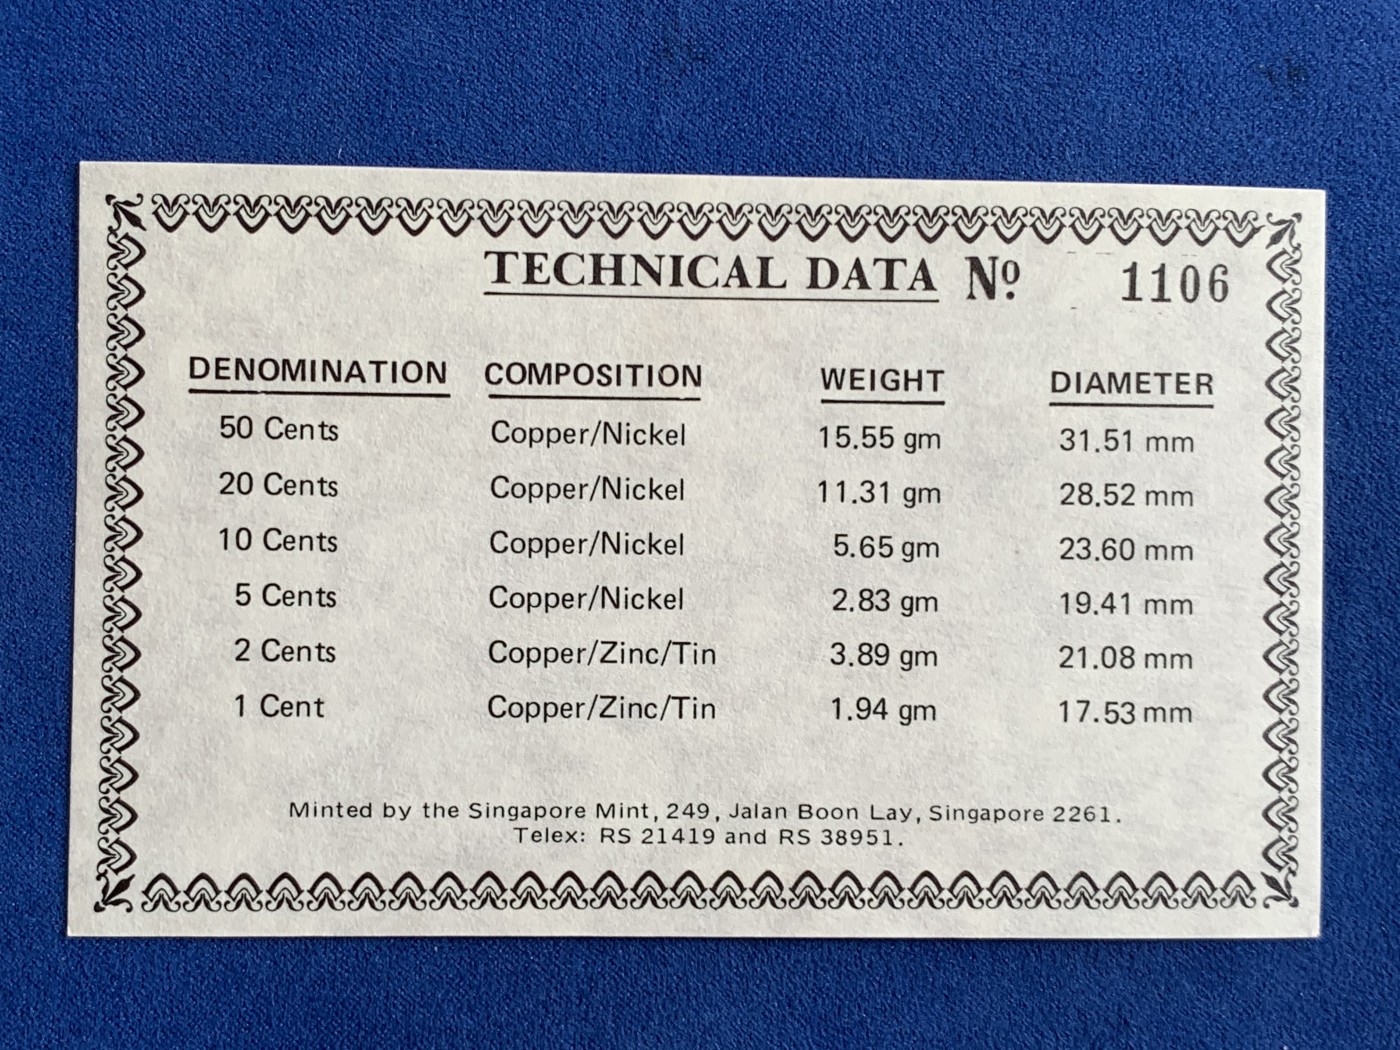 TECHNICAL DATA Nº 1106
DENOMINATION COMPOSITION WEIGHT DIAMETER
50 Cents Copper/Nickel 15.55 gm 31.51 mm
20 Cents Copper/Nickel 11.31 gm 28.52 mm
10 Cents Copper/Nickel 5.65 gm 23.60 mm
5 Cents Copper/Nickel 2.83 gm 19.41 mm
2 Cents Copper/Zinc/Tin 3.89 gm 21.08 mm
1 Cent Copper/Zinc/Tin 1.94 gm 17.53 mm
Minted by the Singapore Mint, 249, Jalan Boon Lay, Singapore 2261.
Telex: RS 21419 and RS 38951.